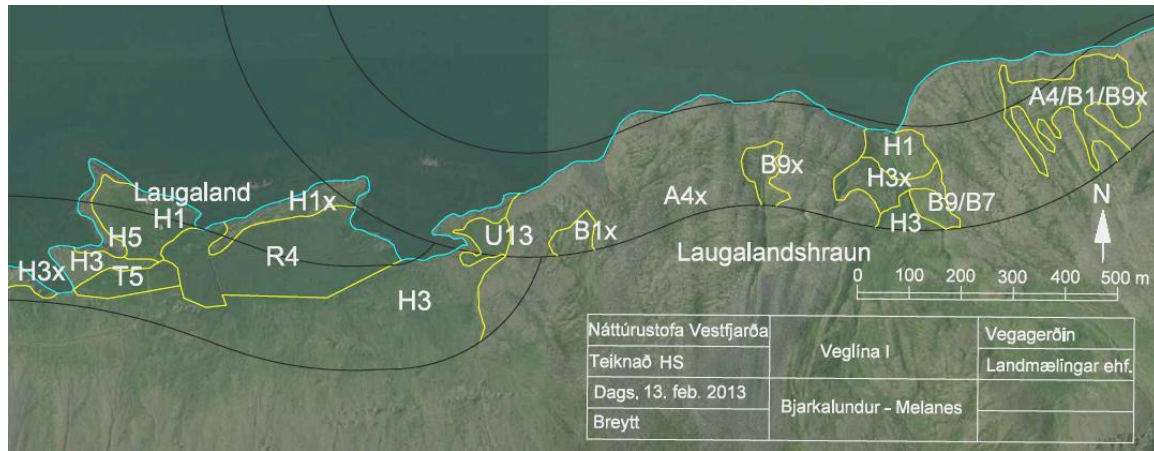 A4/B1/B9x
H1
B9x
H3x
Laugaland
H1x
A4x
B9/B7
N
H1
H5
U13
B1x
H3
H3
R4
Laugalandshraun
H3x
T5
H3
0 100 200 300 400 500 m
Náttúrustofa Vestfjarða
Veglína I
Vegagerðin
Teiknað HS
Landmælingar ehf.
Dags, 13. feb. 2013
Bjarkalundur - Melanes
Breytt